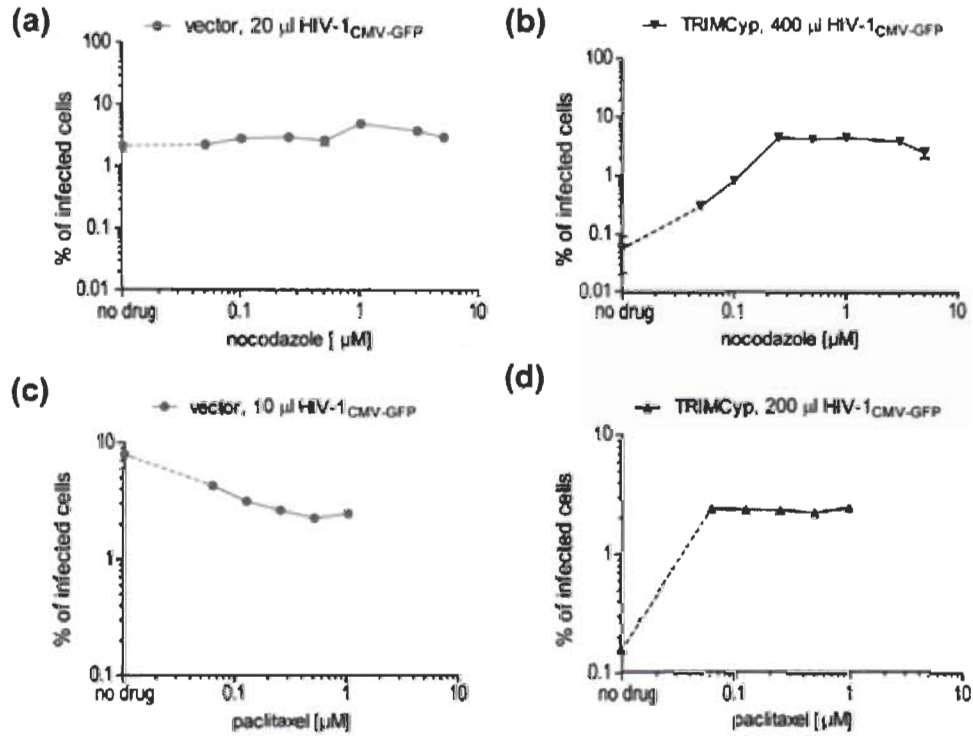 (a)
vector, 20 µl HIV-1CMV-GFP
100
10
1
0.1
0.01
% of infected cells
no drug
0.1
1
10
nocodazole [ µM]
(b)
TRIMCyp, 400 µl HIV-1CMV-GFP
100
10
1
0.1
0.01
% of infected cells
no drug
0.1
1
10
nocodazole [µM]
(c)
vector, 10 µl HIV-1CMV-GFP
10
1
0.1
% of infected cells
no drug
0.1
1
10
paclitaxel [µM]
(d)
TRIMCyp, 200 µl HIV-1CMV-GFP
10
1
0.1
% of infected cells
no drug
0.1
1
10
paclitaxel [µM]